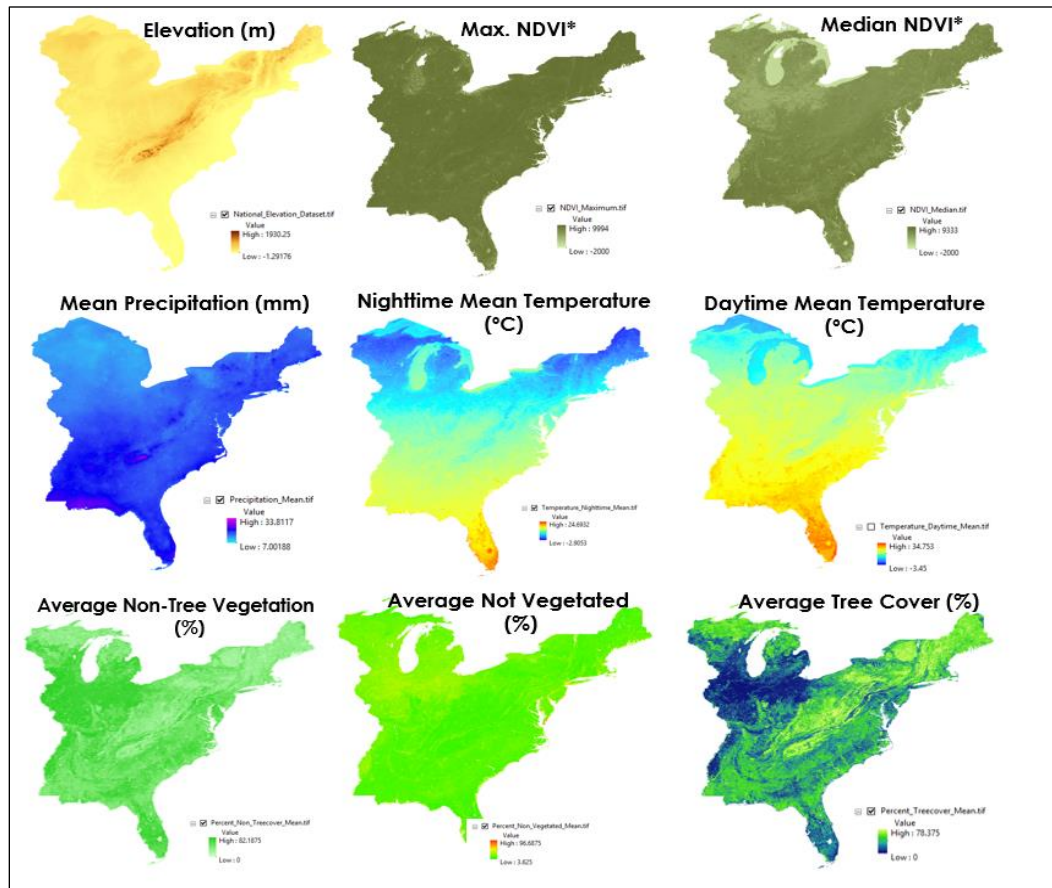 Elevation (m)
National_Elevation_Dataset.tif
Value
High : 1930.25
Low : -1.29176
Max. NDVI*
NDVI_Maximum.tif
Value
High : 9994
Low : -2000
Median NDVI*
NDVI_Median.tif
Value
High : 9333
Low : -2000
Mean Precipitation (mm)
Precipitation_Mean.tif
Value
High : 33.8117
Low : 7.00188
Nighttime Mean Temperature
(°C)
Temperature_Nighttime_Mean.tif
Value
High : 24.6932
Low : -2.8053
Daytime Mean Temperature
(°C)
Temperature_Daytime_Mean.tif
Value
High : 34.753
Low : -3.45
Average Non-Tree Vegetation
(%)
Percent_Non_Treecover_Mean.tif
Value
High : 82.1875
Low : 0
Average Not Vegetated
(%)
Percent_Non_Vegetated_Mean.tif
Value
High : 96.6875
Low : 3.625
Average Tree Cover (%)
Percent_Treecover_Mean.tif
Value
High : 78.375
Low : 0